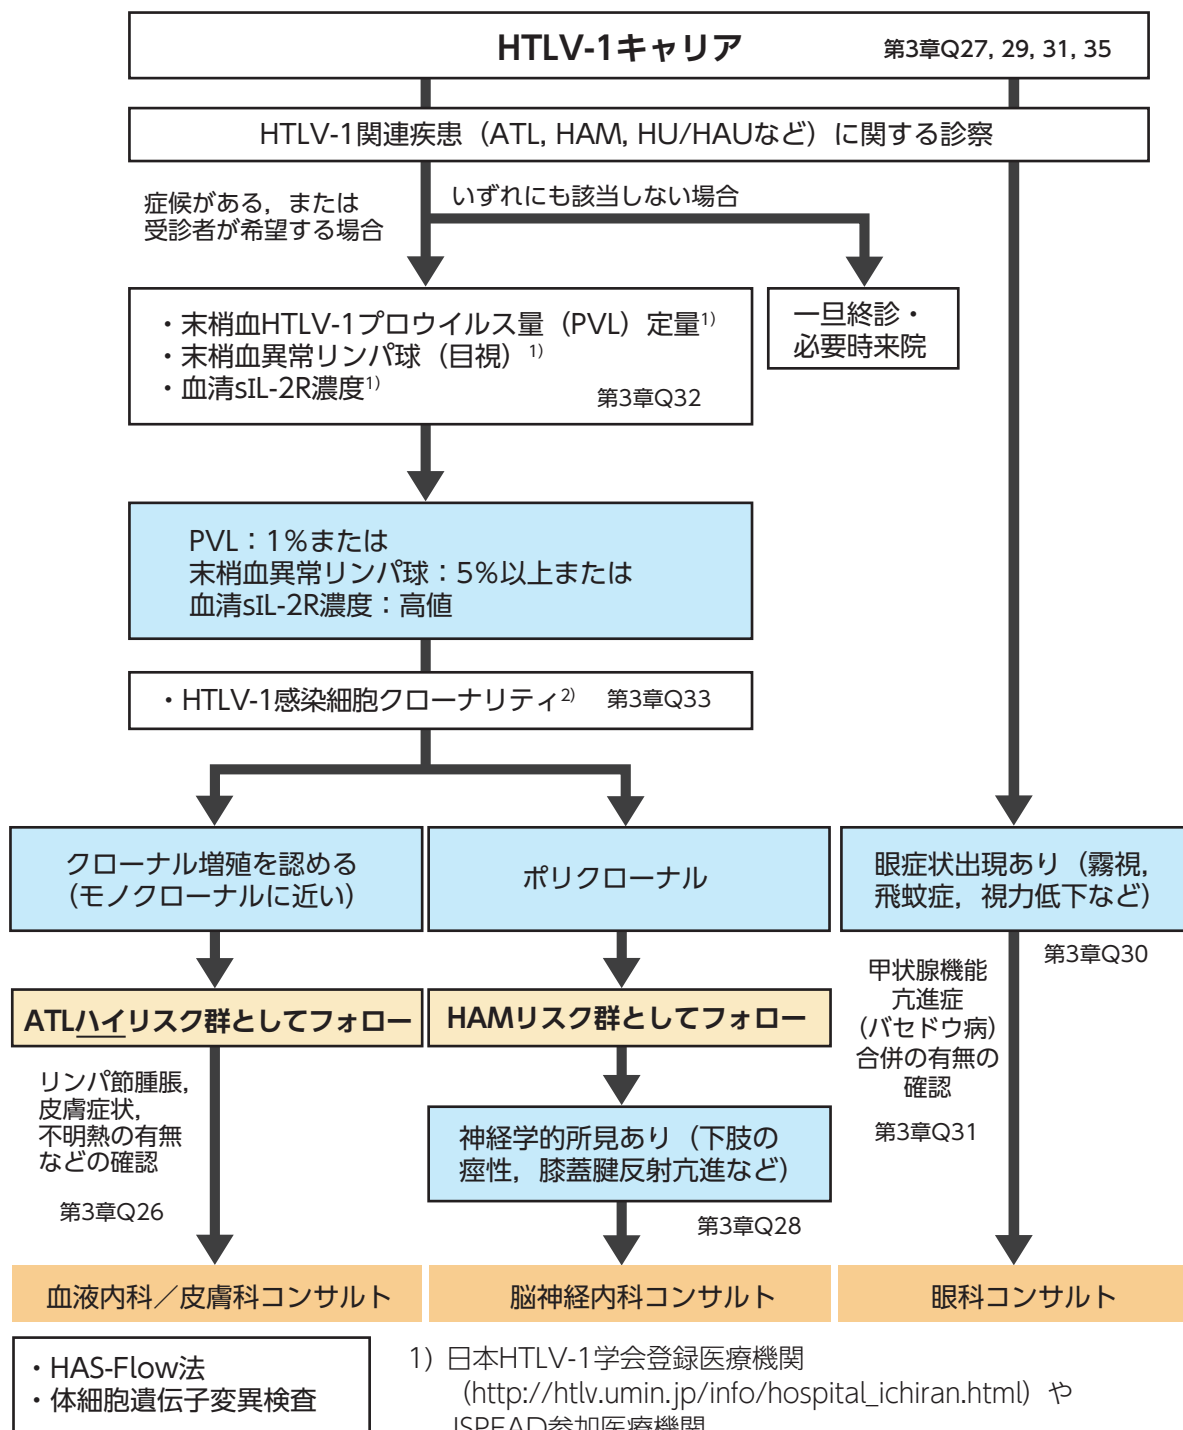 HTLV-1キャリア 第3章Q27, 29, 31, 35
HTLV-1関連疾患（ATL, HAM, HU/HAUなど）に関する診察
症候がある，または
受診者が希望する場合
いずれにも該当しない場合
・末梢血HTLV-1プロウイルス量（PVL）定量1)
・末梢血異常リンパ球（目視）1)
・血清sIL-2R濃度1)
第3章Q32
一旦終診・
必要時来院
PVL：1％または
末梢血異常リンパ球：5％以上または
血清sIL-2R濃度：高値
・HTLV-1感染細胞クローナリティ2) 第3章Q33
クローナル増殖を認める
（モノクローナルに近い）
ポリクローナル
眼症状出現あり（霧視，
飛蚊症，視力低下など）
第3章Q30
ATLハイリスク群としてフォロー
HAMリスク群としてフォロー
甲状腺機能
亢進症
（バセドウ病）
合併の有無の
確認
第3章Q31
リンパ節腫脹，
皮膚症状，
不明熱の有無
などの確認
第3章Q26
神経学的所見あり（下肢の
痙性，膝蓋腱反射亢進など）
第3章Q28
血液内科／皮膚科コンサルト
脳神経内科コンサルト
眼科コンサルト
・HAS-Flow法
・体細胞遺伝子変異検査
1) 日本HTLV-1学会登録医療機関
（http://htlv.umin.jp/info/hospital_ichiran.html）や
JSPFAD参加医療機関